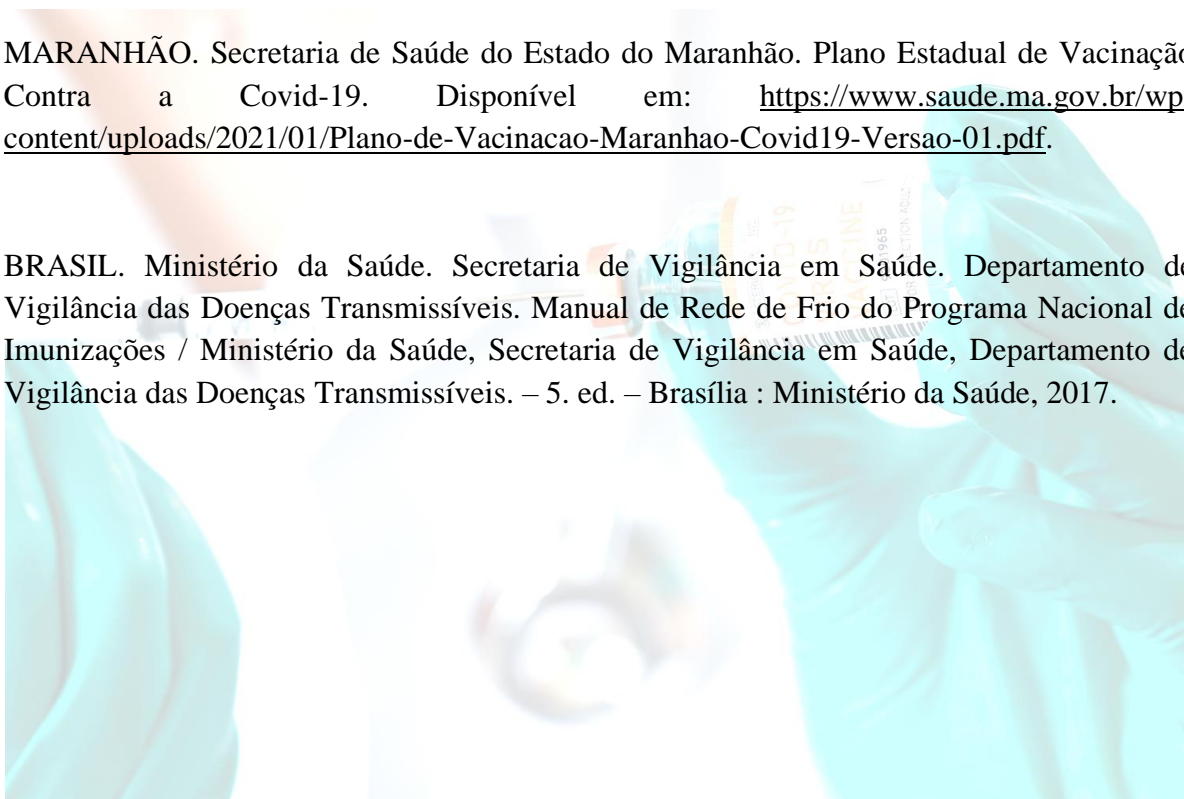 MARANHÃO. Secretaria de Saúde do Estado do Maranhão. Plano Estadual de Vacinação
Contra a Covid-19. Disponível em: https://www.saude.ma.gov.br/wp
content/uploads/2021/01/Plano-de-Vacinacao-Maranhao-Covid19-Versao-01.pdf.
BRASIL. Ministério da Saúde. Secretaria de Vigilância em Saúde. Departamento de
Vigilância das Doenças Transmissíveis. Manual de Rede de Frio do Programa Nacional de
Imunizações / Ministério da Saúde, Secretaria de Vigilância em Saúde, Departamento de
Vigilância das Doenças Transmissíveis. – 5. ed. – Brasília : Ministério da Saúde, 2017.
COVID-19
VACCINE